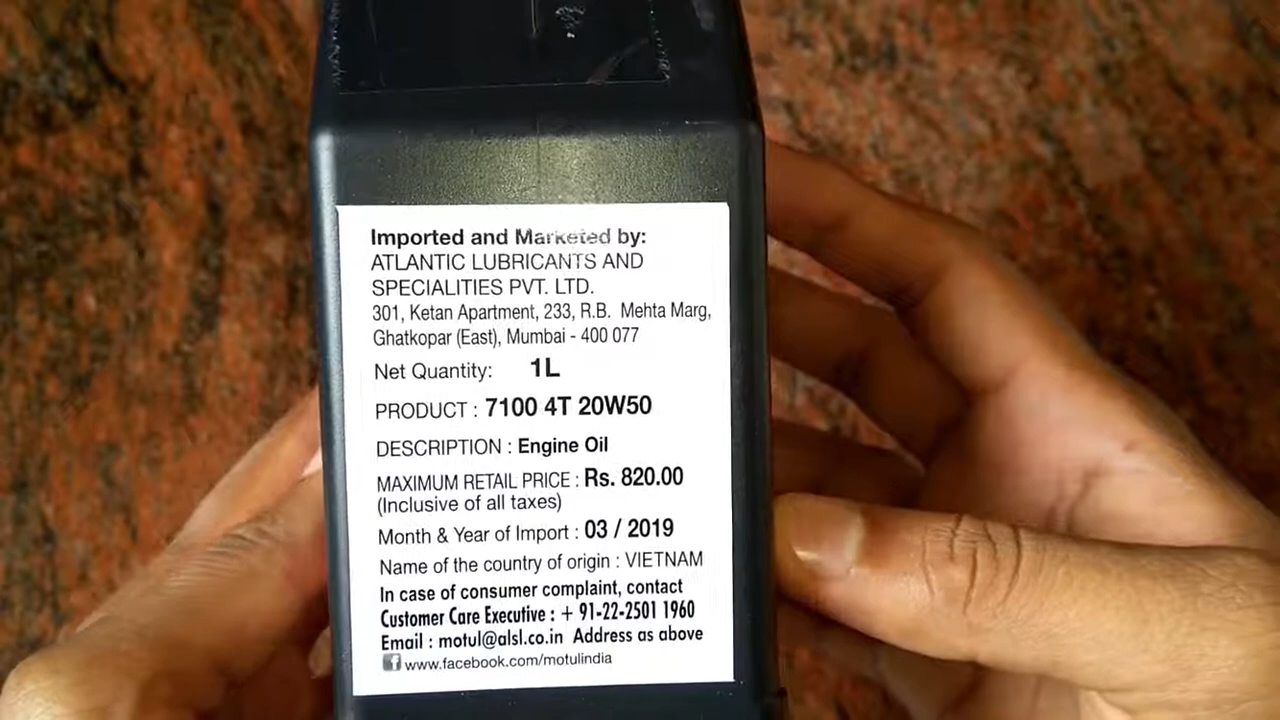 Imported and Marketed by:
ATLANTIC LUBRICANTS AND
SPECIALITIES PVT. LTD.
301, Ketan Apartment, 233, R.B. Mehta Marg,
Ghatkopar (East), Mumbai - 400 077
Net Quantity: 1L
PRODUCT : 7100 4T 20W50
DESCRIPTION : Engine Oil
MAXIMUM RETAIL PRICE : Rs. 820.00
(Inclusive of all taxes)
Month & Year of Import : 03 / 2019
Name of the country of origin : VIETNAM
In case of consumer complaint, contact
Customer Care Executive : + 91-22-2501 1960
Email : motul@alsl.co.in Address as above
f www.facebook.com/motulindia